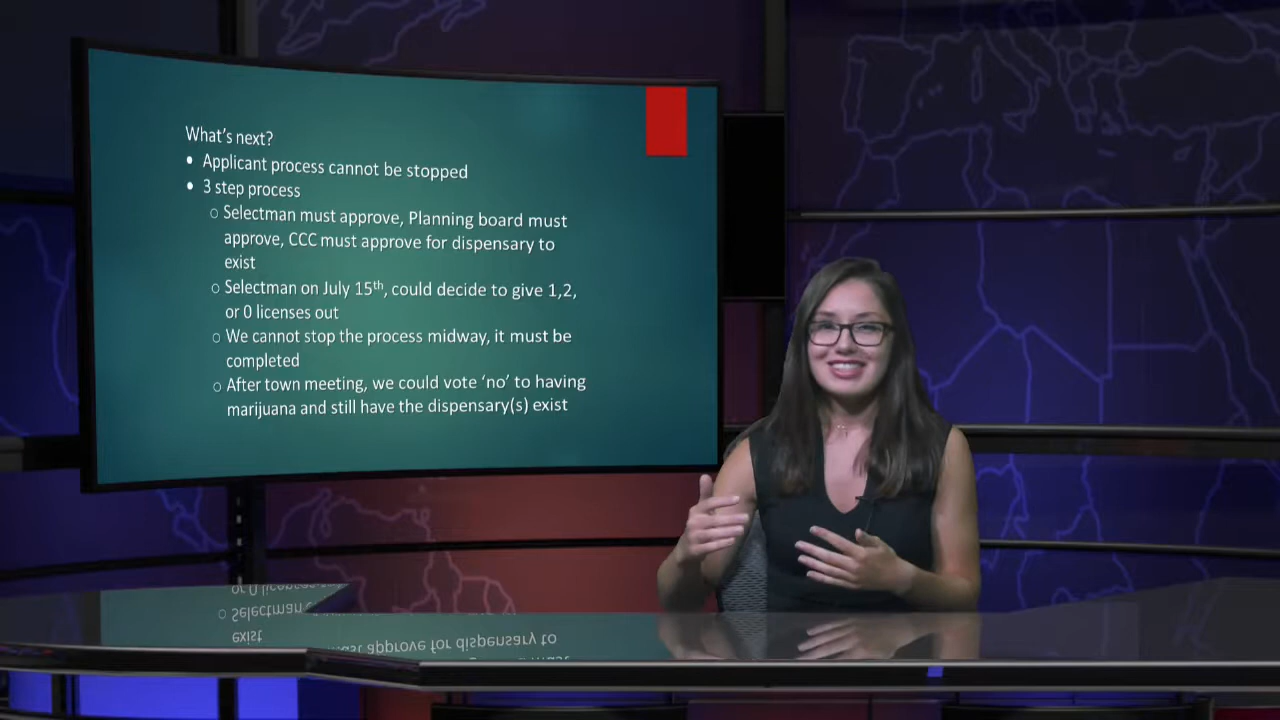 What's next?
• Applicant process cannot be stopped
• 3 step process
o Selectman must approve, Planning board must
approve, CCC must approve for dispensary to
exist
o Selectman on July 15th, could decide to give 1,2,
or 0 licenses out
o We cannot stop the process midway, it must be
completed
o After town meeting, we could vote 'no' to having
marijuana and still have the dispensary(s) exist